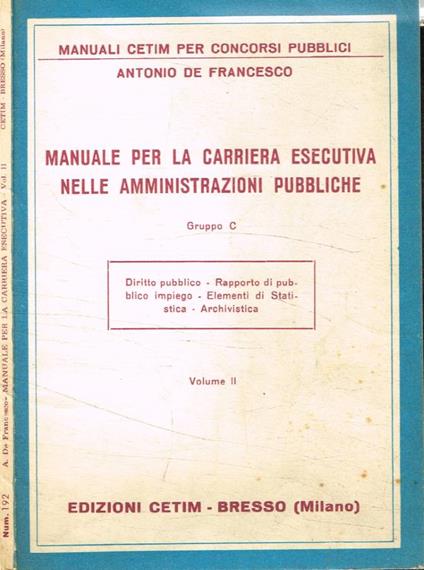 MANUALI CETIM PER CONCORSI PUBBLICI
ANTONIO DE FRANCESCO
MANUALE PER LA CARRIERA ESECUTIVA
NELLE AMMINISTRAZIONI PUBBLICHE
Gruppo C
Diritto pubblico - Rapporto di pub-
blico impiego - Elementi di Stati-
stica - Archivistica
Volume II
EDIZIONI CETIM - BRESSO (Milano)
Num. 192 A. De Francesco - MANUALE PER LA CARRIERA ESECUTIVA - Vol. II CETIM - BRESSO (Milano)